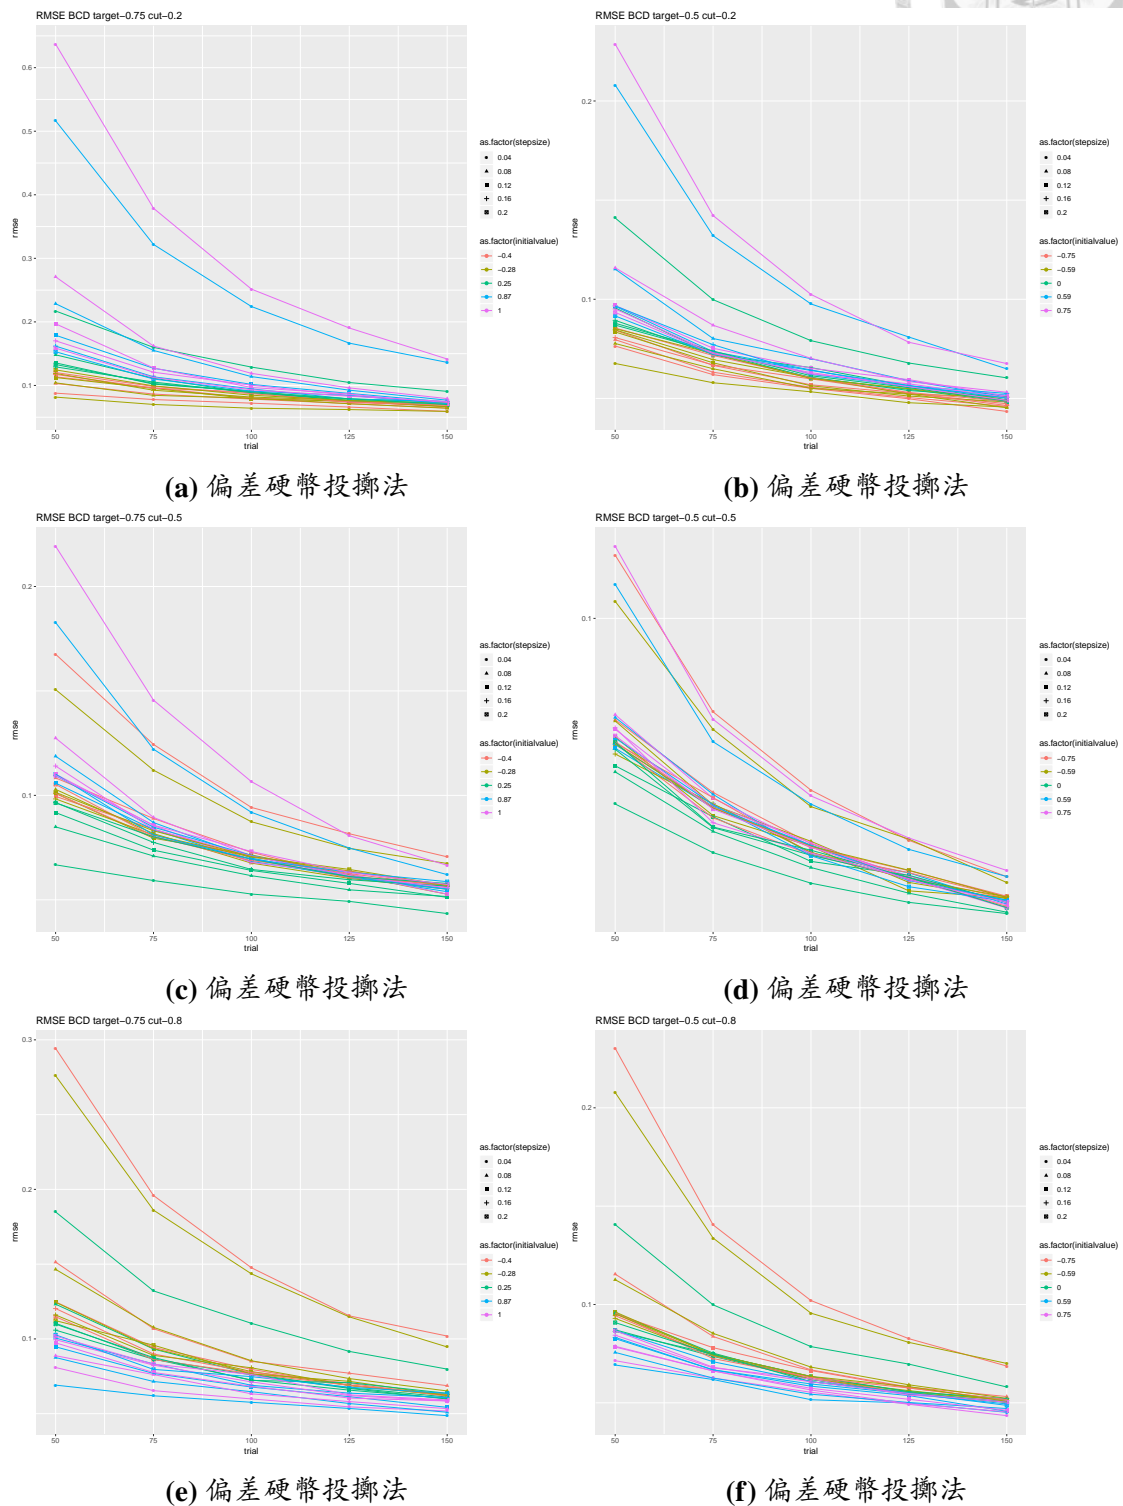 RMSE BCD target−0.75 cut−0.2
rmse
0.6
0.5
0.4
0.3
0.2
0.1
50 75 100 125 150
trial
as.factor(stepsize)
0.04
0.08
0.12
0.16
0.2
as.factor(initialvalue)
−0.4
−0.28
0.25
0.87
1
(a) 偏差硬幣投擲法
RMSE BCD target−0.5 cut−0.2
rmse
0.2
0.1
50 75 100 125 150
trial
as.factor(stepsize)
0.04
0.08
0.12
0.16
0.2
as.factor(initialvalue)
−0.75
−0.59
0
0.59
0.75
(b) 偏差硬幣投擲法
RMSE BCD target−0.75 cut−0.5
rmse
0.2
0.1
50 75 100 125 150
trial
as.factor(stepsize)
0.04
0.08
0.12
0.16
0.2
as.factor(initialvalue)
−0.4
−0.28
0.25
0.87
1
(c) 偏差硬幣投擲法
RMSE BCD target−0.5 cut−0.5
rmse
0.1
50 75 100 125 150
trial
as.factor(stepsize)
0.04
0.08
0.12
0.16
0.2
as.factor(initialvalue)
−0.75
−0.59
0
0.59
0.75
(d) 偏差硬幣投擲法
RMSE BCD target−0.75 cut−0.8
rmse
0.3
0.2
0.1
50 75 100 125 150
trial
as.factor(stepsize)
0.04
0.08
0.12
0.16
0.2
as.factor(initialvalue)
−0.4
−0.28
0.25
0.87
1
(e) 偏差硬幣投擲法
RMSE BCD target−0.5 cut−0.8
rmse
0.2
0.1
50 75 100 125 150
trial
as.factor(stepsize)
0.04
0.08
0.12
0.16
0.2
as.factor(initialvalue)
−0.75
−0.59
0
0.59
0.75
(f) 偏差硬幣投擲法